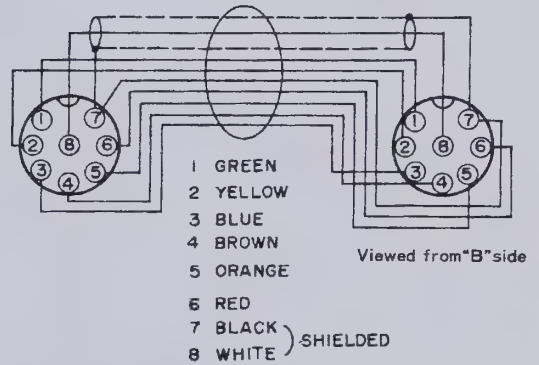 1 7
2 8 6
3 4 5
1 7
2 8 6
3 4 5
1 GREEN
2 YELLOW
3 BLUE
4 BROWN
5 ORANGE
6 RED
7 BLACK
8 WHITE
SHIELDED
Viewed from "B" side